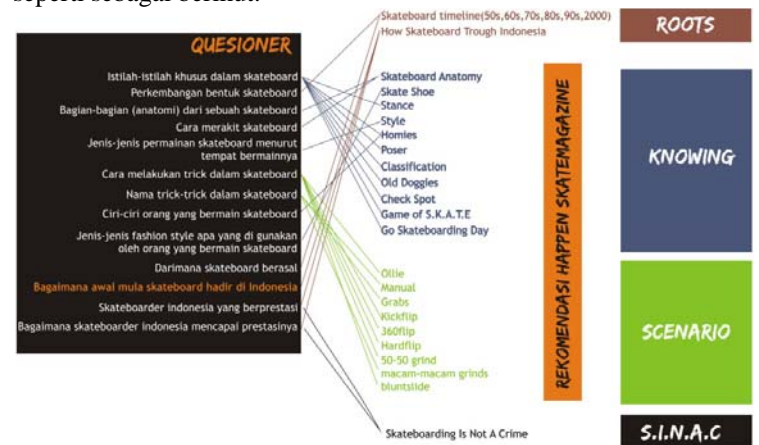 seperti sebagai berikut.
QUESIONER
Istilah-istilah khusus dalam skateboard
Perkembangan bentuk skateboard
Bagian-bagian (anatomi) dari sebuah skateboard
Cara merakit skateboard
Jenis-jenis permainan skateboard menurut
tempat bermainnya
Cara melakukan trick dalam skateboard
Nama trick-trick dalam skateboard
Ciri-ciri orang yang bermain skateboard
Jenis-jenis fashion style apa yang di gunakan
oleh orang yang bermain skateboard
Darimana skateboard berasal
Bagaimana awal mula skateboard hadir di Indonesia
Skateboarder indonesia yang berprestasi
Bagaimana skateboarder indonesia mencapai prestasinya
Skateboard timeline(50s,60s,70s,80s,90s,2000)
How Skateboard Trough Indonesia
Skateboard Anatomy
Skate Shoe
Stance
Style
Homies
Poser
Classification
Old Doggies
Check Spot
Game of S.K.A.T.E
Go Skateboarding Day
Ollie
Manual
Grabs
Kickflip
360flip
Hardflip
50-50 grind
macam-macam grinds
bluntslide
Skateboarding Is Not A Crime
REKOMENDASI HAPPEN SKATEMAGAZINE
ROOTS
KNOWING
SCENARIO
S.I.N.A.C